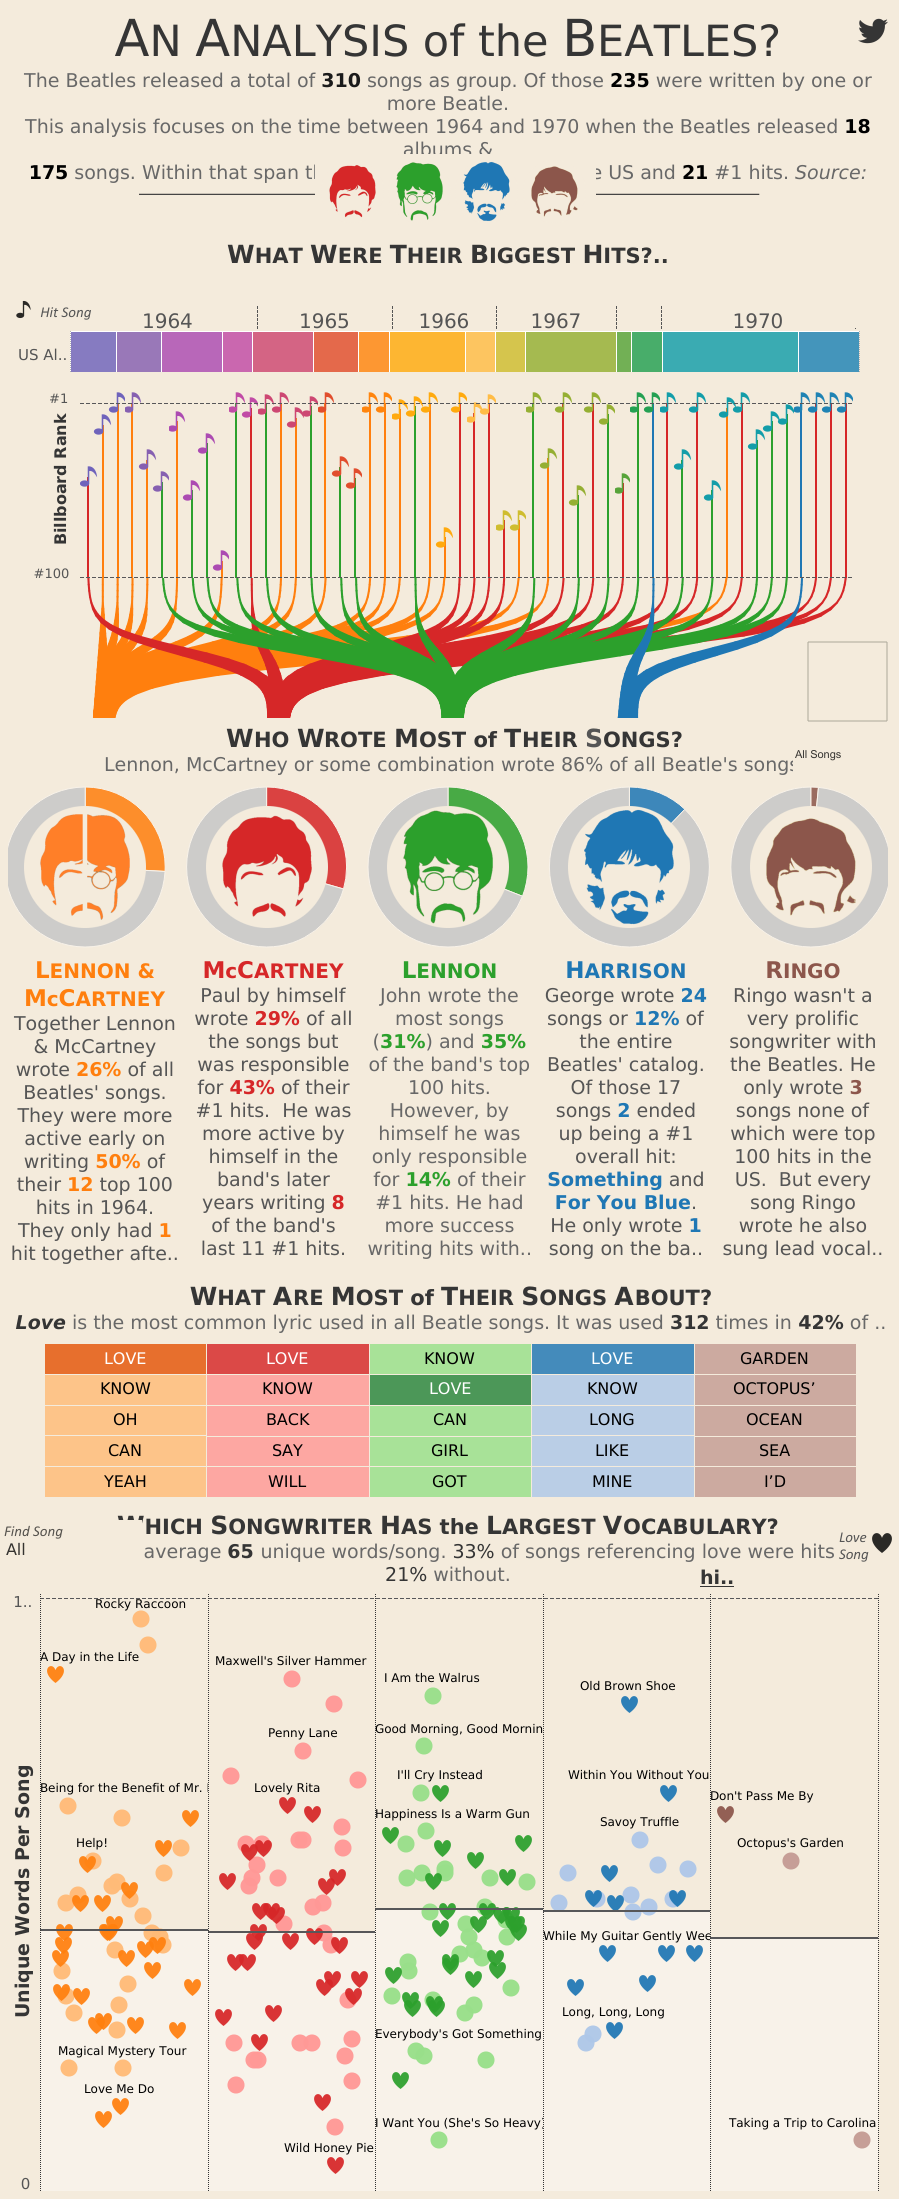 AN ANALYSIS of the BEATLES?
The Beatles released a total of 310 songs as group. Of those 235 were written by one or
more Beatle.
This analysis focuses on the time between 1964 and 1970 when the Beatles released 18
albums &
175 songs. Within that span e US and 21 #1 hits. Source:
WHAT WERE THEIR BIGGEST HITS?..
Hit Song
1964 1965 1966 1967 1970
US Al..
#1
Billboard Rank
#100
WHO WROTE MOST of THEIR SONGS?
All Songs
Lennon, McCartney or some combination wrote 86% of all Beatle's songs
LENNON &
McCARTNEY
Together Lennon
& McCartney
wrote 26% of all
Beatles' songs.
They were more
active early on
writing 50% of
their 12 top 100
hits in 1964.
They only had 1
hit together afte..
McCARTNEY
Paul by himself
wrote 29% of all
the songs but
was responsible
for 43% of their
#1 hits. He was
more active by
himself in the
band's later
years writing 8
of the band's
last 11 #1 hits.
LENNON
John wrote the
most songs
(31%) and 35%
of the band's top
100 hits.
However, by
himself he was
only responsible
for 14% of their
#1 hits. He had
more success
writing hits with..
HARRISON
George wrote 24
songs or 12% of
the entire
Beatles' catalog.
Of those 17
songs 2 ended
up being a #1
overall hit:
Something and
For You Blue.
He only wrote 1
song on the ba..
RINGO
Ringo wasn't a
very prolific
songwriter with
the Beatles. He
only wrote 3
songs none of
which were top
100 hits in the
US. But every
song Ringo
wrote he also
sung lead vocal..
WHAT ARE MOST of THEIR SONGS ABOUT?
Love is the most common lyric used in all Beatle songs. It was used 312 times in 42% of ..
LOVE LOVE KNOW LOVE GARDEN
KNOW KNOW LOVE KNOW OCTOPUS’
OH BACK CAN LONG OCEAN
CAN SAY GIRL LIKE SEA
YEAH WILL GOT MINE I’D
WHICH SONGWRITER HAS the LARGEST VOCABULARY?
Find Song
All
average 65 unique words/song. 33% of songs referencing love were hits
21% without.
hi..
Love
Song
1..
Unique Words Per Song
0
Rocky Raccoon
A Day in the Life
Being for the Benefit of Mr.
Help!
Magical Mystery Tour
Love Me Do
Maxwell's Silver Hammer
Penny Lane
Lovely Rita
Wild Honey Pie
I Am the Walrus
Good Morning, Good Mornin
I'll Cry Instead
Happiness Is a Warm Gun
Everybody's Got Something
I Want You (She's So Heavy)
Old Brown Shoe
Within You Without You
Savoy Truffle
While My Guitar Gently Wee
Long, Long, Long
Don't Pass Me By
Octopus's Garden
Taking a Trip to Carolina